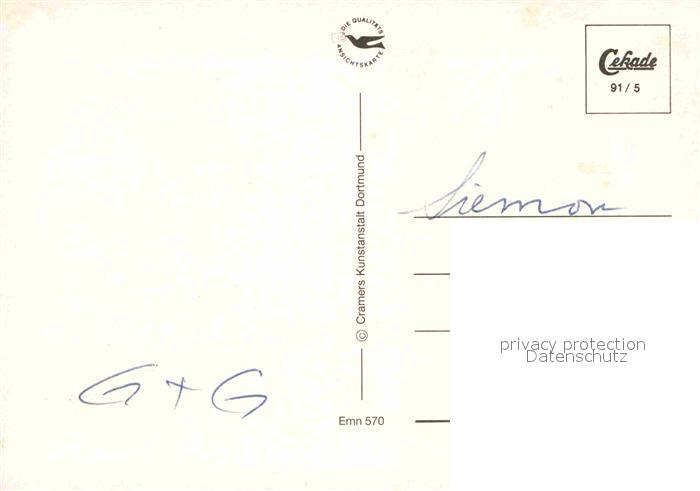 DIE QUALITÄTS
ANSICHTSKARTE
Cekade
91/5
Siemon
© Cramers Kunstanstalt Dortmund
privacy protection
Datenschutz
G + G
Emn 570